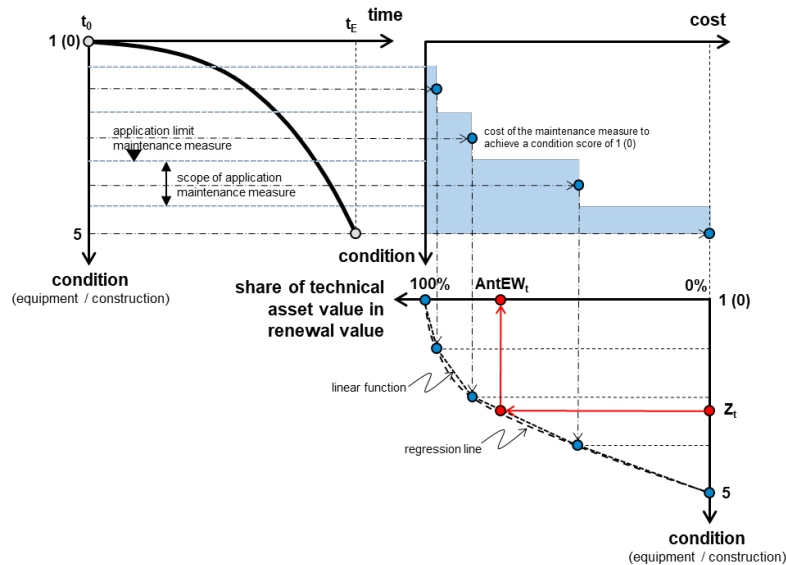 t0
tE
time
cost
1 (0)
application limit
maintenance measure
cost of the maintenance measure to
achieve a condition score of 1 (0)
scope of application
maintenance measure
5
condition
condition
(equipment / construction)
share of technical
asset value in
renewal value
100%
AntEWt
0%
1 (0)
linear function
Zt
regression line
5
condition
(equipment / construction)